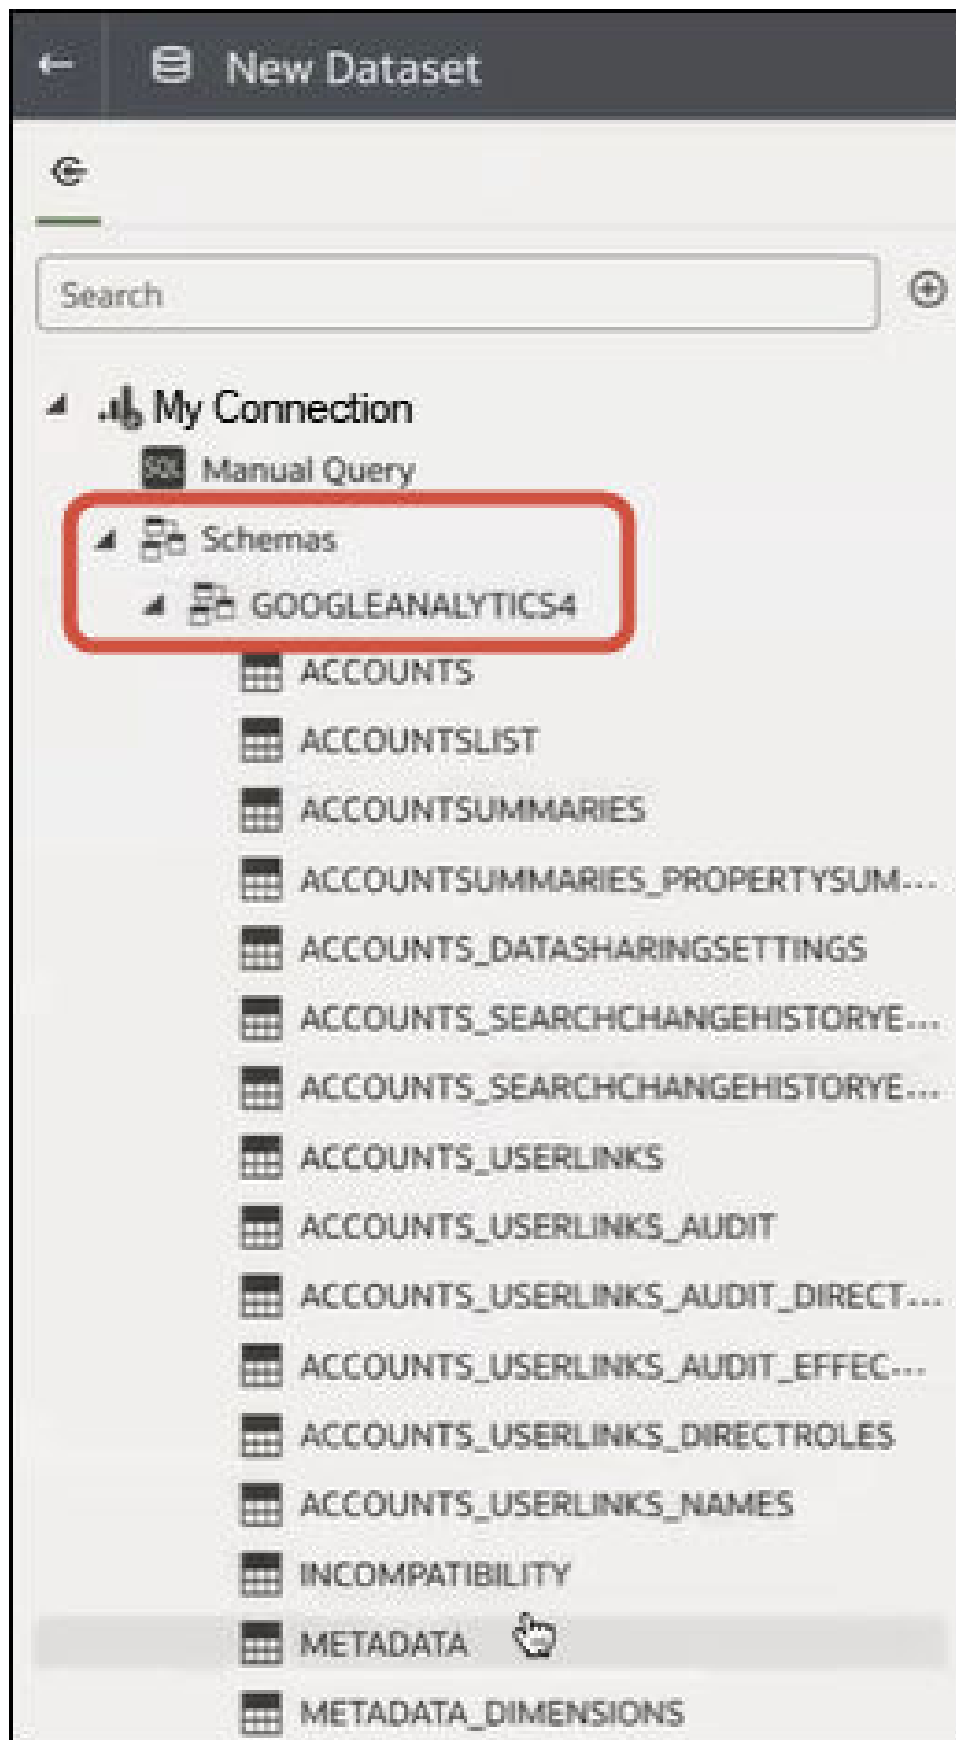 New Dataset
Search
My Connection
SQL Manual Query
Schemas
GOOGLEANALYTICS4
ACCOUNTS
ACCOUNTSLIST
ACCOUNTSUMMARIES
ACCOUNTSUMMARIES_PROPERTYSUM...
ACCOUNTS_DATASHARINGSETTINGS
ACCOUNTS_SEARCHCHANGEHISTORYE...
ACCOUNTS_SEARCHCHANGEHISTORYE...
ACCOUNTS_USERLINKS
ACCOUNTS_USERLINKS_AUDIT
ACCOUNTS_USERLINKS_AUDIT_DIRECT...
ACCOUNTS_USERLINKS_AUDIT_EFFEC...
ACCOUNTS_USERLINKS_DIRECTROLES
ACCOUNTS_USERLINKS_NAMES
INCOMPATIBILITY
METADATA
METADATA_DIMENSIONS